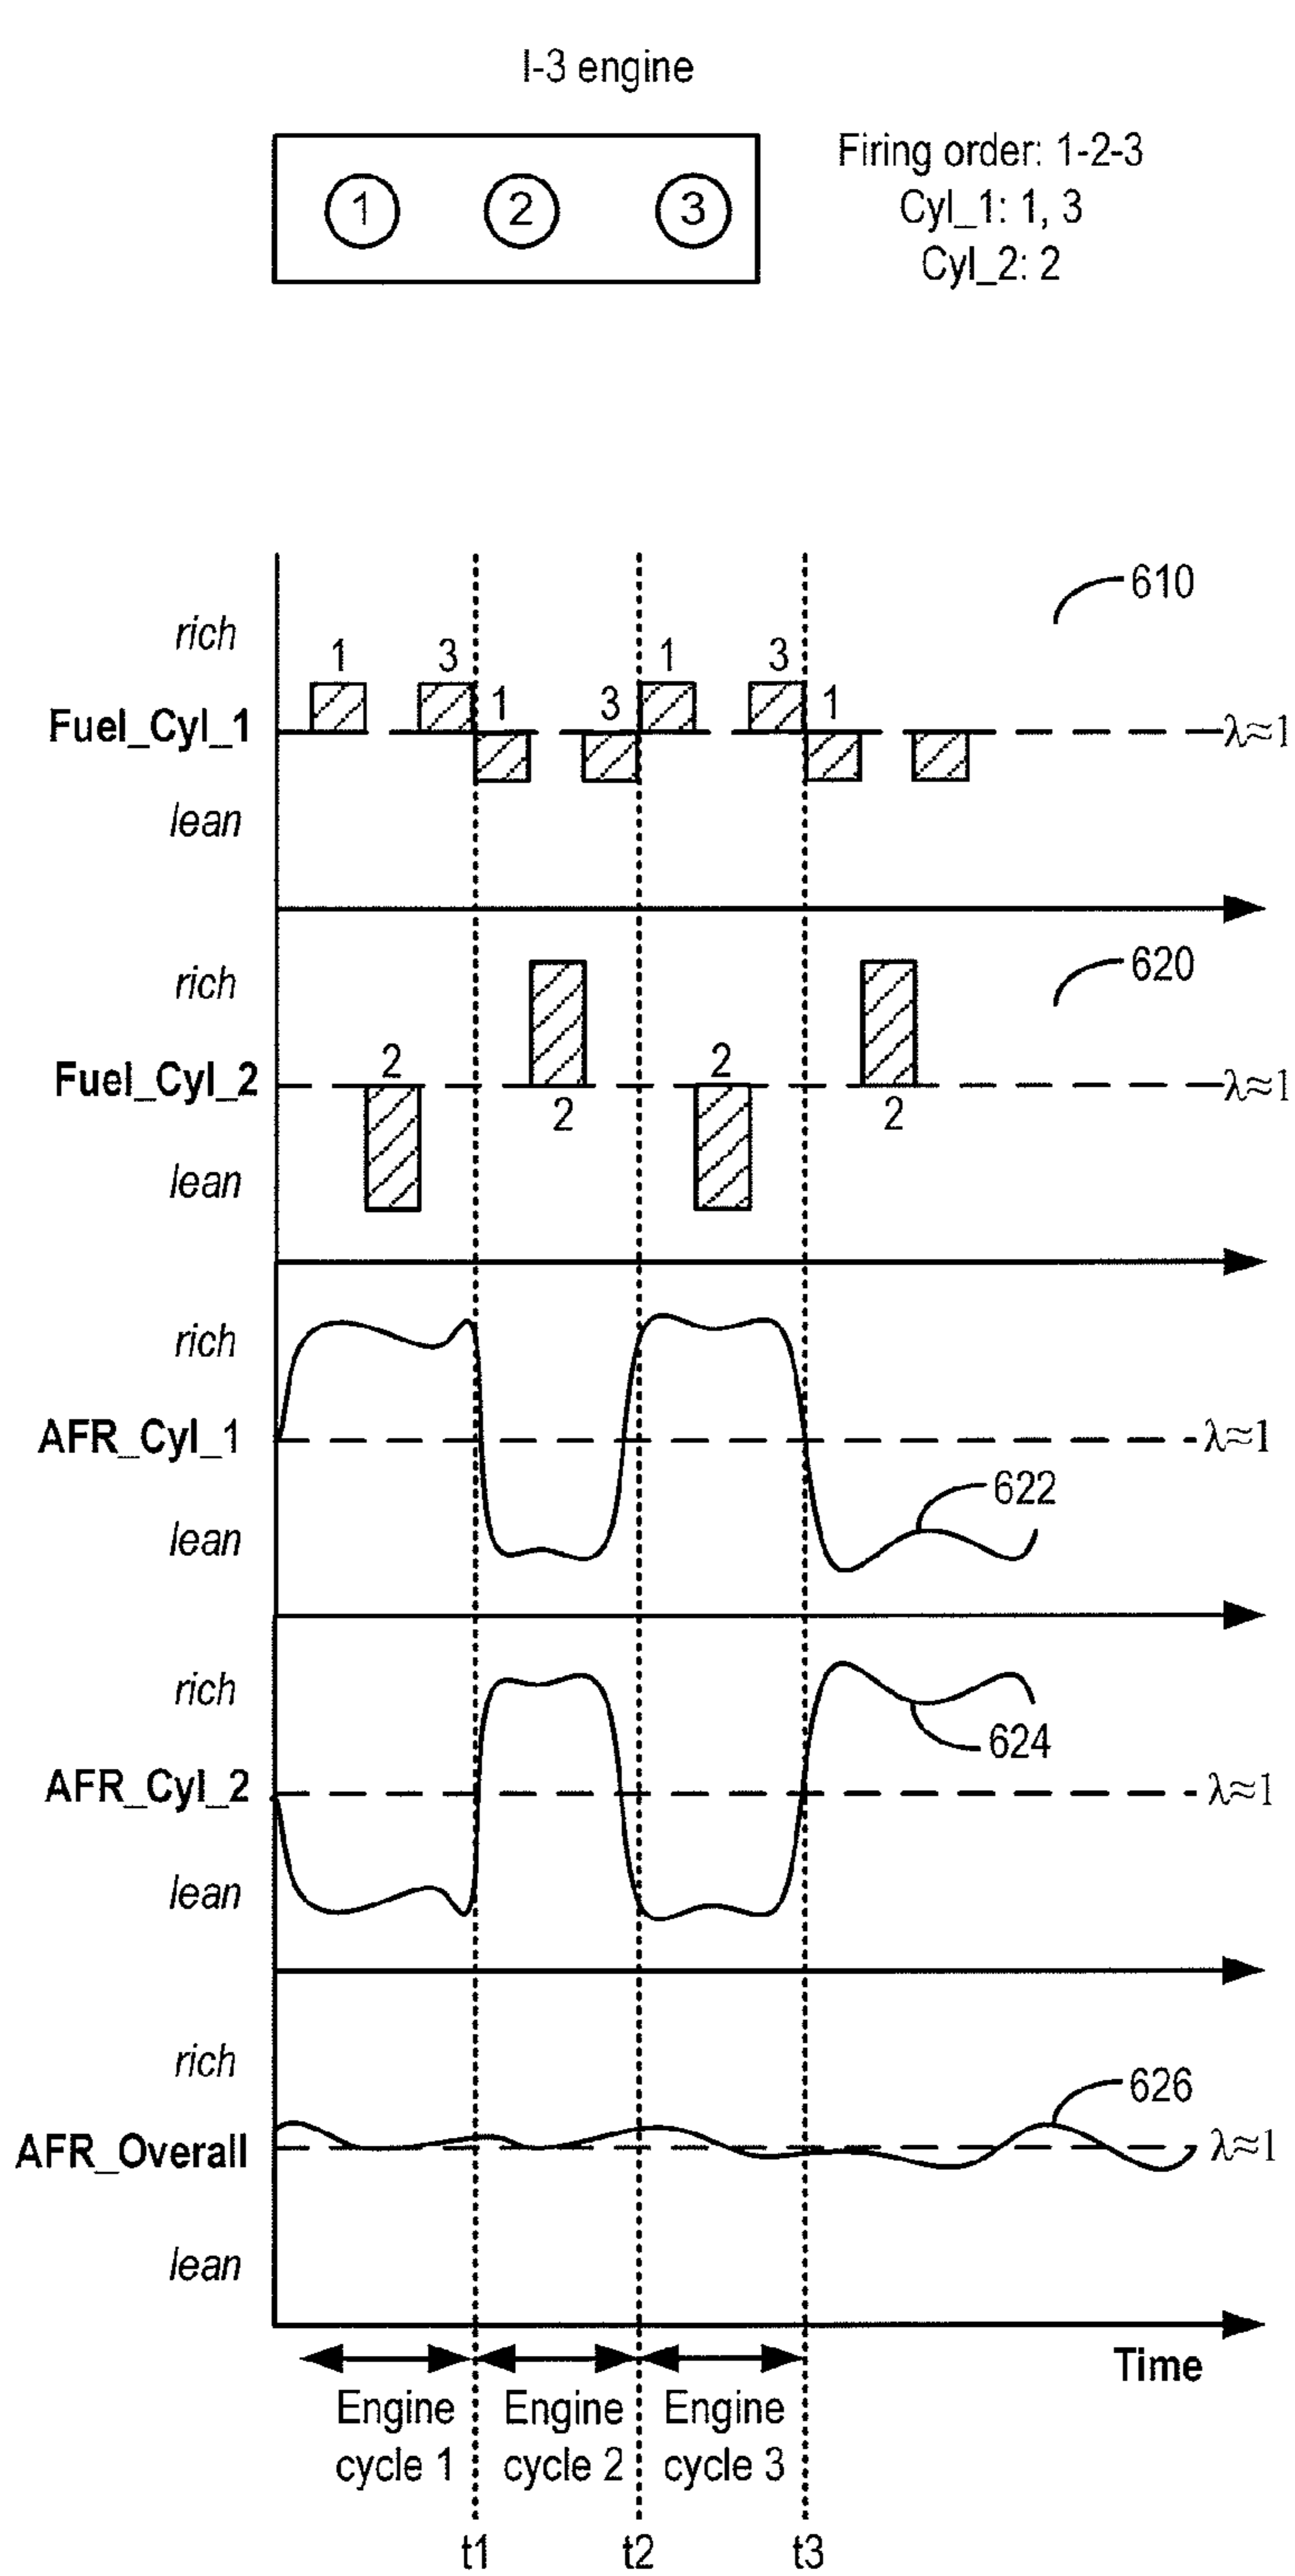 I-3 engine
1 2 3
Firing order: 1-2-3
Cyl_1: 1, 3
Cyl_2: 2
610
rich
1 3 1 3
Fuel_Cyl_1
1 3 1
λ≈1
lean
620
rich
2 2
Fuel_Cyl_2
λ≈1
2 2
lean
rich
AFR_Cyl_1
λ≈1
622
lean
rich
624
AFR_Cyl_2
λ≈1
lean
rich
626
AFR_Overall
λ≈1
lean
Time
Engine cycle 1
Engine cycle 2
Engine cycle 3
t1 t2 t3